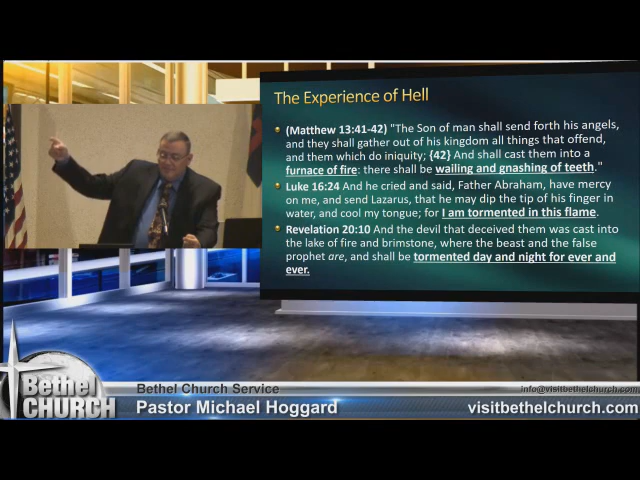 The Experience of Hell
(Matthew 13:41-42) "The Son of man shall send forth his angels,
and they shall gather out of his kingdom all things that offend,
and them which do iniquity; {42} And shall cast them into a
furnace of fire: there shall be wailing and gnashing of teeth."
Luke 16:24 And he cried and said, Father Abraham, have mercy
on me, and send Lazarus, that he may dip the tip of his finger in
water, and cool my tongue; for I am tormented in this flame.
Revelation 20:10 And the devil that deceived them was cast into
the lake of fire and brimstone, where the beast and the false
prophet are, and shall be tormented day and night for ever and
ever.
Bethel
CHURCH
Bethel Church Service
info@visitbethelchurch.com
Pastor Michael Hoggard
visitbethelchurch.com